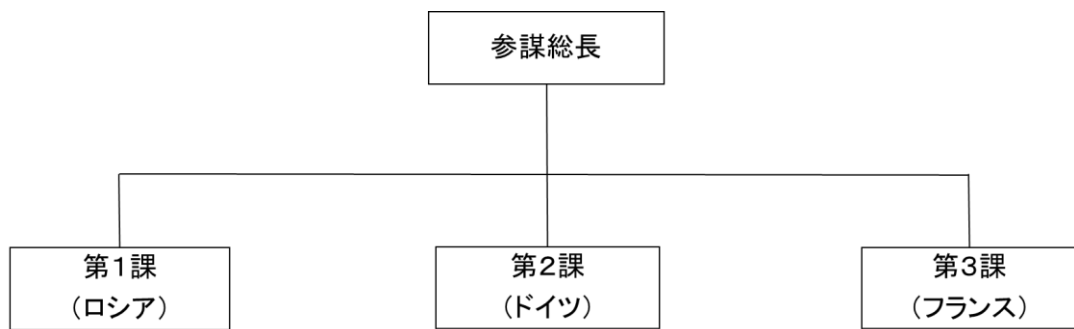 参謀総長
第1課
(ロシア)
第2課
(ドイツ)
第3課
(フランス)